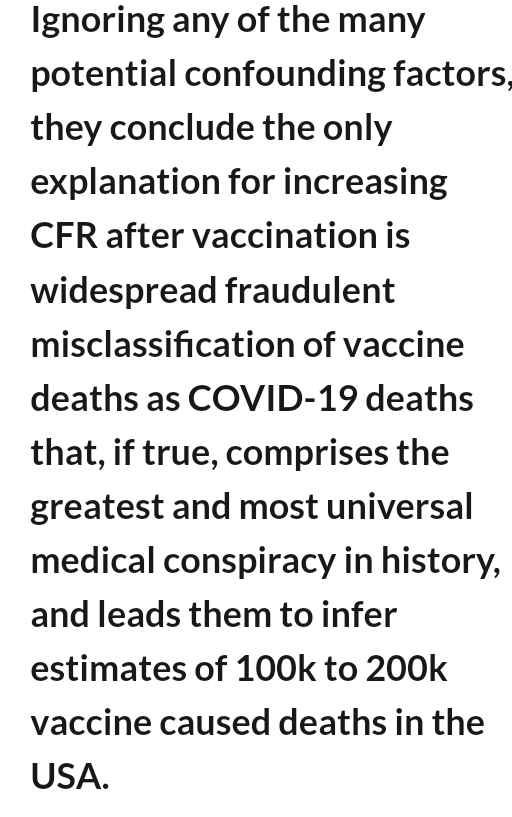 Ignoring any of the many
potential confounding factors,
they conclude the only
explanation for increasing
CFR after vaccination is
widespread fraudulent
misclassification of vaccine
deaths as COVID-19 deaths
that, if true, comprises the
greatest and most universal
medical conspiracy in history,
and leads them to infer
estimates of 100k to 200k
vaccine caused deaths in the
USA.